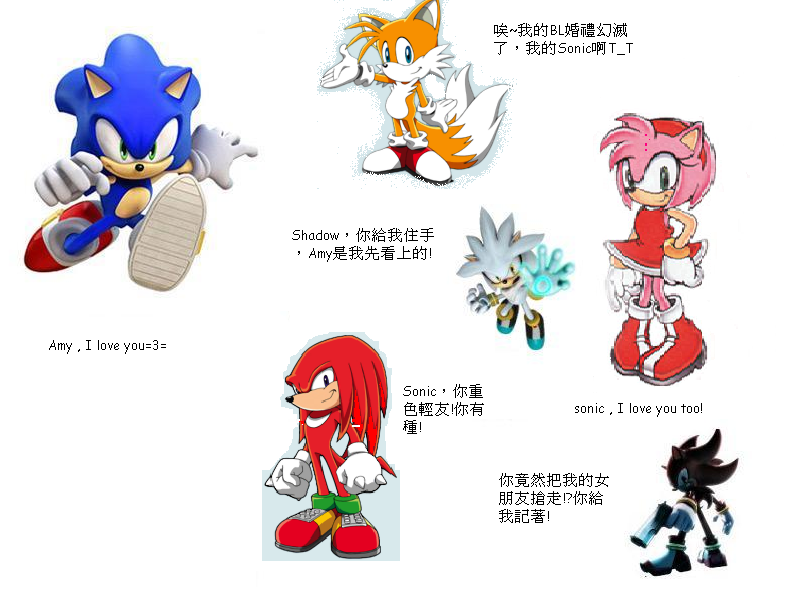 唉~我的BL婚禮幻滅
了，我的Sonic啊T_T
Shadow，你給我住手
，Amy是我先看上的!
Amy , I love you=3=
Sonic，你重
色輕友!你有
種!
sonic , I love you too!
你竟然把我的女
朋友搶走!?你給
我記著!